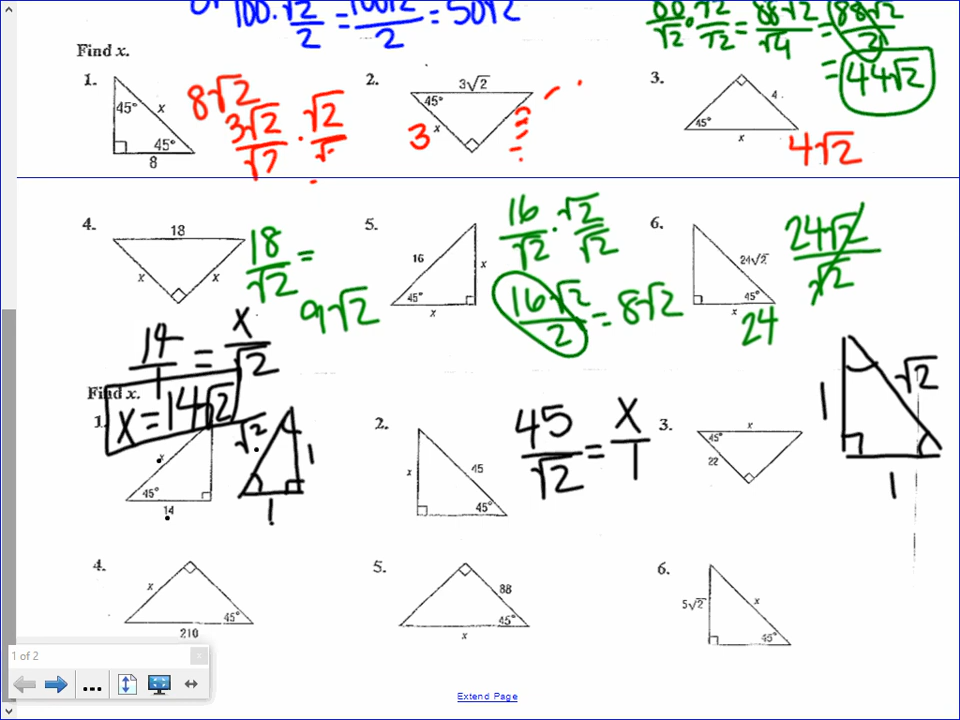 100·√2/2 = 100√2/2 = 50√2
88/√2 · √2/√2 = 88√2/√4 = 88√2/2
= 44√2
Find x.
1. 45° x 45° 8
8√2
3√2/√2 · √2/√
2. 3√2 45° x
3
3. 4 45° x
4√2
4. 18 x x
18/√2 =
9√2
5. 16 x 45° x
16/√2 · √2/√2
16√2/2 = 8√2
6. 24√2 45° x
24√2/√2
24
14/1 = x/√2
x = 14√2
Find x.
1. x 45° 14
√2 1 1
2. x 45 45°
45/√2 = x/1
3. x 45° 22
1 √2 1
4. x 45° 210
5. 88 45° x
6. 5√2 x 45°
1 of 2
...
Extend Page